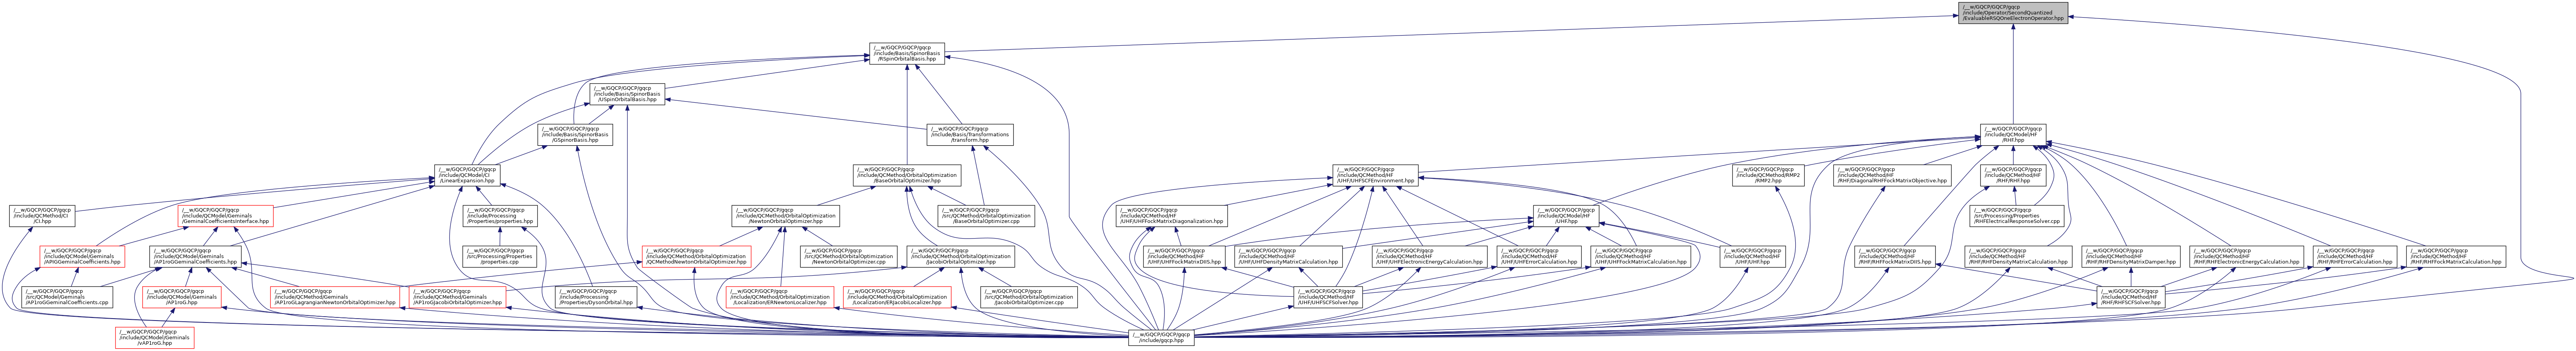 /__w/GQCP/GQCP/gqcp
/include/Operator/SecondQuantized
/EvaluableRSQOneElectronOperator.hpp
/__w/GQCP/GQCP/gqcp
/include/Basis/SpinorBasis
/RSpinOrbitalBasis.hpp
/__w/GQCP/GQCP/gqcp
/include/Basis/SpinorBasis
/USpinOrbitalBasis.hpp
/__w/GQCP/GQCP/gqcp
/include/Basis/SpinorBasis
/GSpinorBasis.hpp
/__w/GQCP/GQCP/gqcp
/include/Basis/Transformations
/transform.hpp
/__w/GQCP/GQCP/gqcp
/include/QCModel/HF
/RHF.hpp
/__w/GQCP/GQCP/gqcp
/include/QCModel/CI
/LinearExpansion.hpp
/__w/GQCP/GQCP/gqcp
/include/QCMethod/OrbitalOptimization
/BaseOrbitalOptimizer.hpp
/__w/GQCP/GQCP/gqcp
/include/QCMethod/HF
/UHF/UHFSCFEnvironment.hpp
/__w/GQCP/GQCP/gqcp
/include/QCMethod/RMP2
/RMP2.hpp
/__w/GQCP/GQCP/gqcp
/include/QCMethod/HF
/RHF/DiagonalRHFFockMatrixObjective.hpp
/__w/GQCP/GQCP/gqcp
/include/QCMethod/HF
/RHF/RHF.hpp
/__w/GQCP/GQCP/gqcp
/include/QCMethod/CI
/CI.hpp
/__w/GQCP/GQCP/gqcp
/include/QCModel/Geminals
/GeminalCoefficientsInterface.hpp
/__w/GQCP/GQCP/gqcp
/include/Processing
/Properties/properties.hpp
/__w/GQCP/GQCP/gqcp
/include/QCMethod/OrbitalOptimization
/NewtonOrbitalOptimizer.hpp
/__w/GQCP/GQCP/gqcp
/src/QCMethod/OrbitalOptimization
/BaseOrbitalOptimizer.cpp
/__w/GQCP/GQCP/gqcp
/include/QCMethod/HF
/UHF/UHFFockMatrixDiagonalization.hpp
/__w/GQCP/GQCP/gqcp
/include/QCModel/HF
/UHF.hpp
/__w/GQCP/GQCP/gqcp
/src/Processing/Properties
/RHFElectricalResponseSolver.cpp
/__w/GQCP/GQCP/gqcp
/include/QCModel/Geminals
/APIGGeminalCoefficients.hpp
/__w/GQCP/GQCP/gqcp
/include/QCModel/Geminals
/AP1roGGeminalCoefficients.hpp
/__w/GQCP/GQCP/gqcp
/src/Processing/Properties
/properties.cpp
/__w/GQCP/GQCP/gqcp
/include/QCMethod/OrbitalOptimization
/QCMethodNewtonOrbitalOptimizer.hpp
/__w/GQCP/GQCP/gqcp
/src/QCMethod/OrbitalOptimization
/NewtonOrbitalOptimizer.cpp
/__w/GQCP/GQCP/gqcp
/include/QCMethod/OrbitalOptimization
/JacobiOrbitalOptimizer.hpp
/__w/GQCP/GQCP/gqcp
/include/QCMethod/HF
/UHF/UHFFockMatrixDIIS.hpp
/__w/GQCP/GQCP/gqcp
/include/QCMethod/HF
/UHF/UHFDensityMatrixCalculation.hpp
/__w/GQCP/GQCP/gqcp
/include/QCMethod/HF
/UHF/UHFElectronicEnergyCalculation.hpp
/__w/GQCP/GQCP/gqcp
/include/QCMethod/HF
/UHF/UHFErrorCalculation.hpp
/__w/GQCP/GQCP/gqcp
/include/QCMethod/HF
/UHF/UHFFockMatrixCalculation.hpp
/__w/GQCP/GQCP/gqcp
/include/QCMethod/HF
/UHF/UHF.hpp
/__w/GQCP/GQCP/gqcp
/include/QCMethod/HF
/RHF/RHFFockMatrixDIIS.hpp
/__w/GQCP/GQCP/gqcp
/include/QCMethod/HF
/RHF/RHFDensityMatrixCalculation.hpp
/__w/GQCP/GQCP/gqcp
/include/QCMethod/HF
/RHF/RHFDensityMatrixDamper.hpp
/__w/GQCP/GQCP/gqcp
/include/QCMethod/HF
/RHF/RHFElectronicEnergyCalculation.hpp
/__w/GQCP/GQCP/gqcp
/include/QCMethod/HF
/RHF/RHFErrorCalculation.hpp
/__w/GQCP/GQCP/gqcp
/include/QCMethod/HF
/RHF/RHFFockMatrixCalculation.hpp
/__w/GQCP/GQCP/gqcp
/src/QCModel/Geminals
/AP1roGGeminalCoefficients.cpp
/__w/GQCP/GQCP/gqcp
/include/QCModel/Geminals
/AP1roG.hpp
/__w/GQCP/GQCP/gqcp
/include/QCMethod/Geminals
/AP1roGLagrangianNewtonOrbitalOptimizer.hpp
/__w/GQCP/GQCP/gqcp
/include/QCMethod/Geminals
/AP1roGJacobiOrbitalOptimizer.hpp
/__w/GQCP/GQCP/gqcp
/include/Processing
/Properties/DysonOrbital.hpp
/__w/GQCP/GQCP/gqcp
/include/QCMethod/OrbitalOptimization
/Localization/ERNewtonLocalizer.hpp
/__w/GQCP/GQCP/gqcp
/include/QCMethod/OrbitalOptimization
/Localization/ERJacobiLocalizer.hpp
/__w/GQCP/GQCP/gqcp
/src/QCMethod/OrbitalOptimization
/JacobiOrbitalOptimizer.cpp
/__w/GQCP/GQCP/gqcp
/include/QCMethod/HF
/UHF/UHFSCFSolver.hpp
/__w/GQCP/GQCP/gqcp
/include/QCMethod/HF
/RHF/RHFSCFSolver.hpp
/__w/GQCP/GQCP/gqcp
/include/QCModel/Geminals
/vAP1roG.hpp
/__w/GQCP/GQCP/gqcp
/include/gqcp.hpp